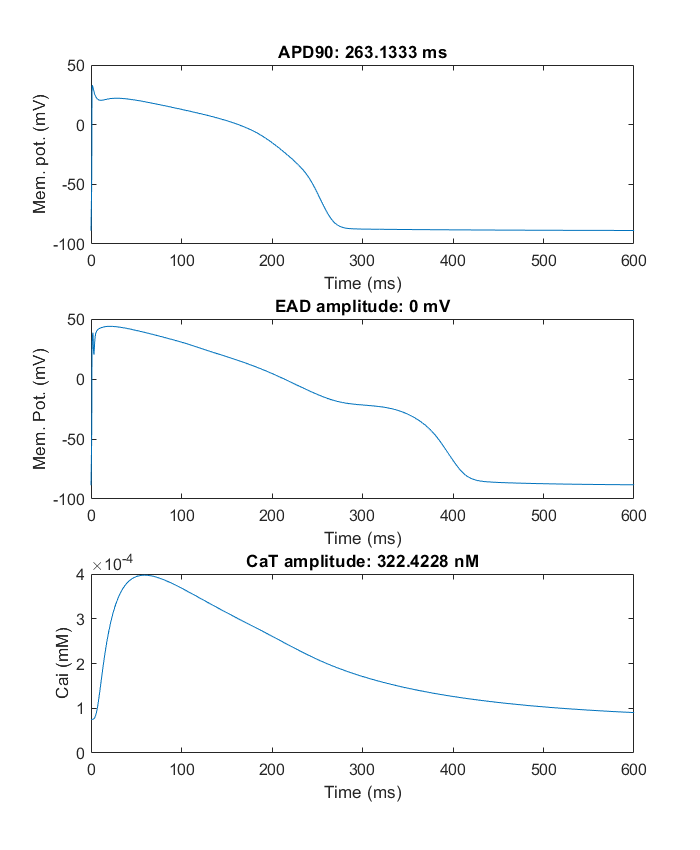 APD90: 263.1333 ms
50
0
-50
-100
Mem. pot. (mV)
0 100 200 300 400 500 600
Time (ms)
EAD amplitude: 0 mV
50
0
-50
-100
Mem. Pot. (mV)
0 100 200 300 400 500 600
Time (ms)
CaT amplitude: 322.4228 nM
×10-4
4
3
2
1
0
Cai (mM)
0 100 200 300 400 500 600
Time (ms)